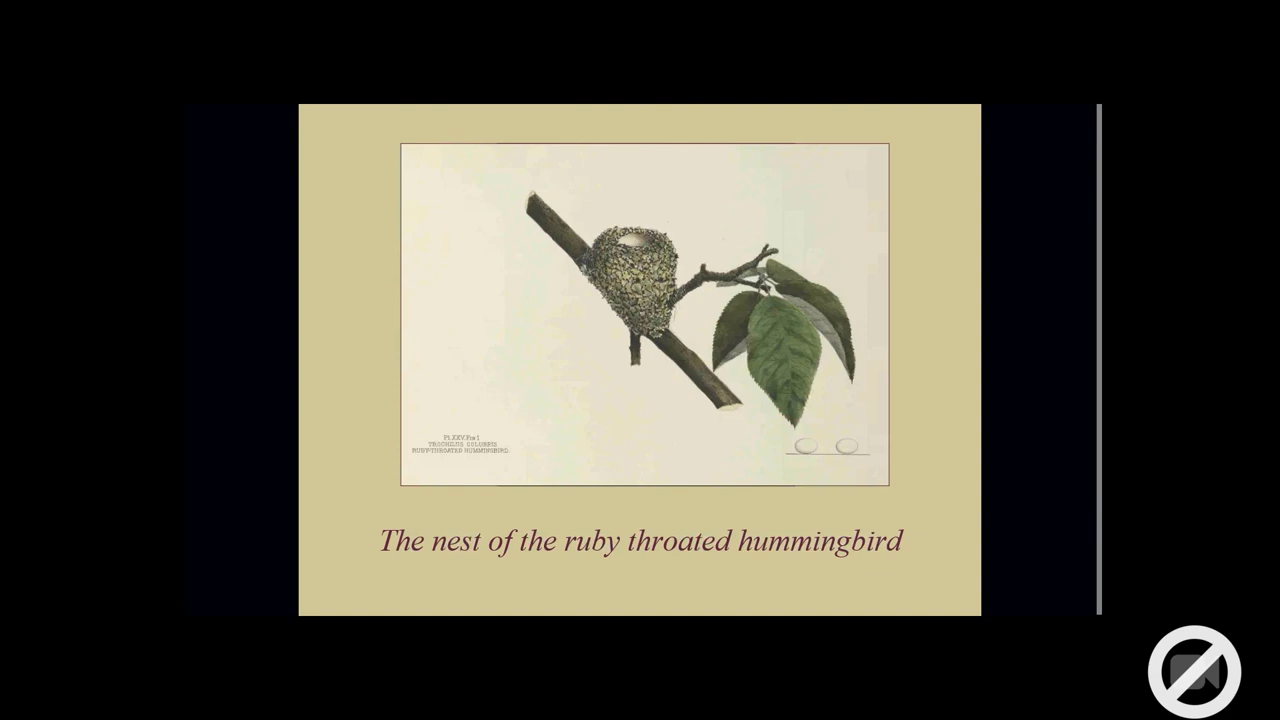 Pl.XXV.Fig 1
TROCHILUS COLUBRIS
RUBY-THROATED HUMMINGBIRD.
The nest of the ruby throated hummingbird